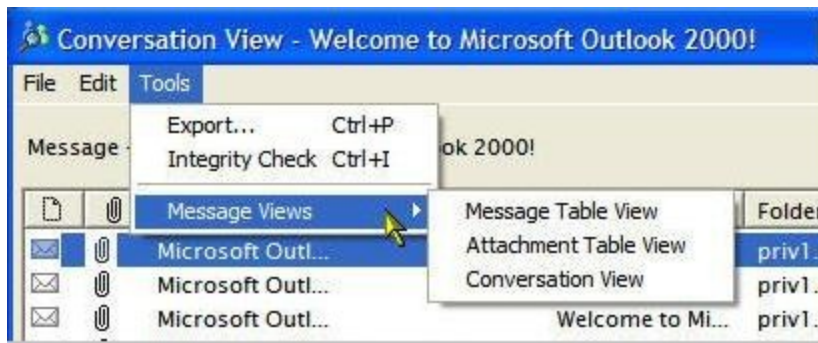 Conversation View - Welcome to Microsoft Outlook 2000!
File Edit Tools
Export... Ctrl+P
Message ok 2000!
Integrity Check Ctrl+I
Message Views
Message Table View
Attachment Table View
Conversation View
Folder
Microsoft Outl... priv1.
Microsoft Outl... priv1.
Microsoft Outl... Welcome to Mi... priv1.